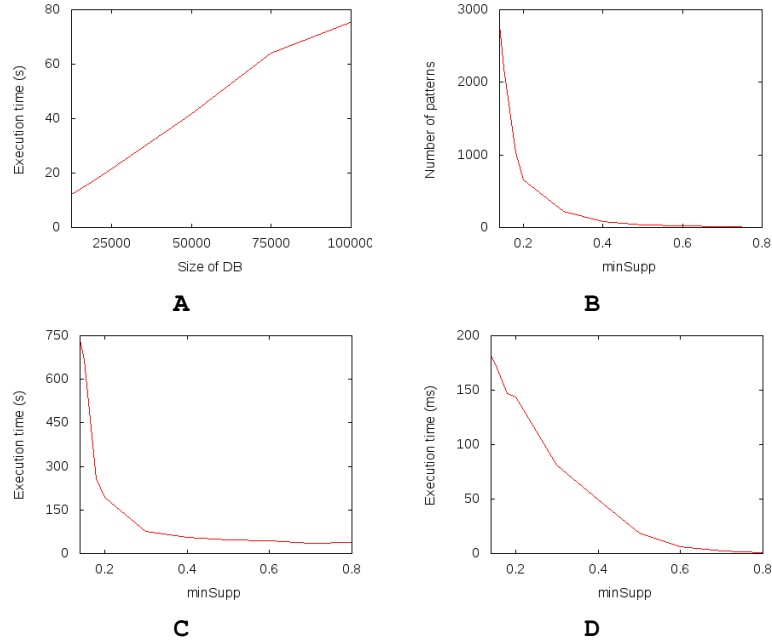 80
60
40
20
0
25000 50000 75000 100000
Execution time (s)
Size of DB
A
3000
2000
1000
0
0.2 0.4 0.6 0.8
Number of patterns
minSupp
B
750
600
450
300
150
0
0.2 0.4 0.6 0.8
Execution time (s)
minSupp
C
200
150
100
50
0
0.2 0.4 0.6 0.8
Execution time (ms)
minSupp
D